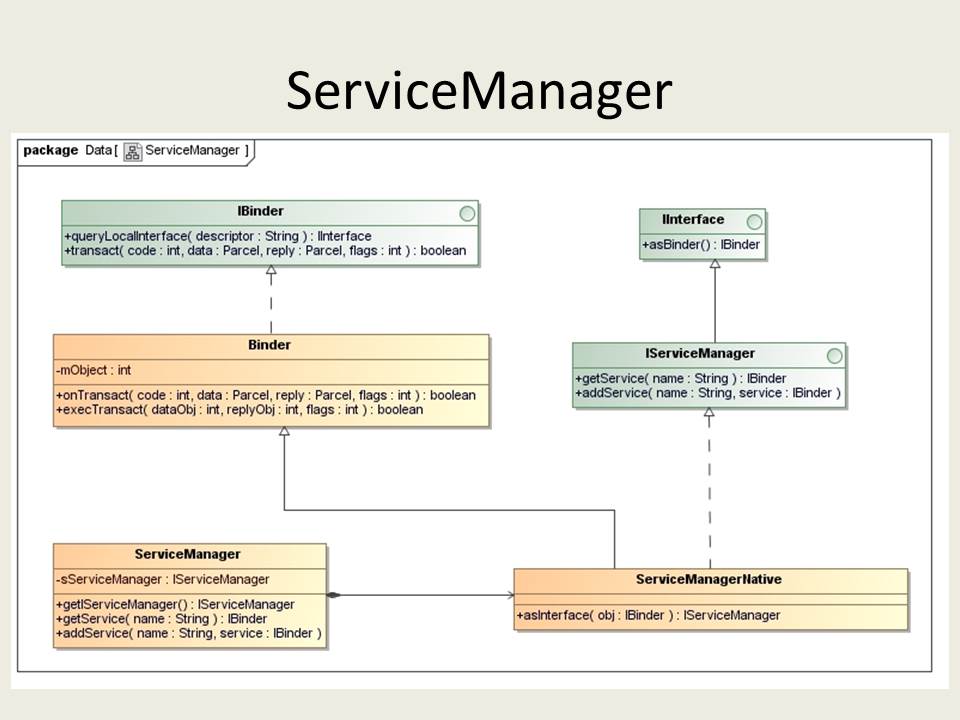 ServiceManager
package Data[ ServiceManager ]
IBinder
+queryLocalInterface( descriptor : String ) : IInterface
+transact( code : int, data : Parcel, reply : Parcel, flags : int ) : boolean
IInterface
+asBinder() : IBinder
Binder
-mObject : int
+onTransact( code : int, data : Parcel, reply : Parcel, flags : int ) : boolean
+execTransact( dataObj : int, replyObj : int, flags : int ) : boolean
IServiceManager
+getService( name : String ) : IBinder
+addService( name : String, service : IBinder )
ServiceManager
-sServiceManager : IServiceManager
+getIServiceManager() : IServiceManager
+getService( name : String ) : IBinder
+addService( name : String, service : IBinder )
ServiceManagerNative
+asInterface( obj : IBinder ) : IServiceManager